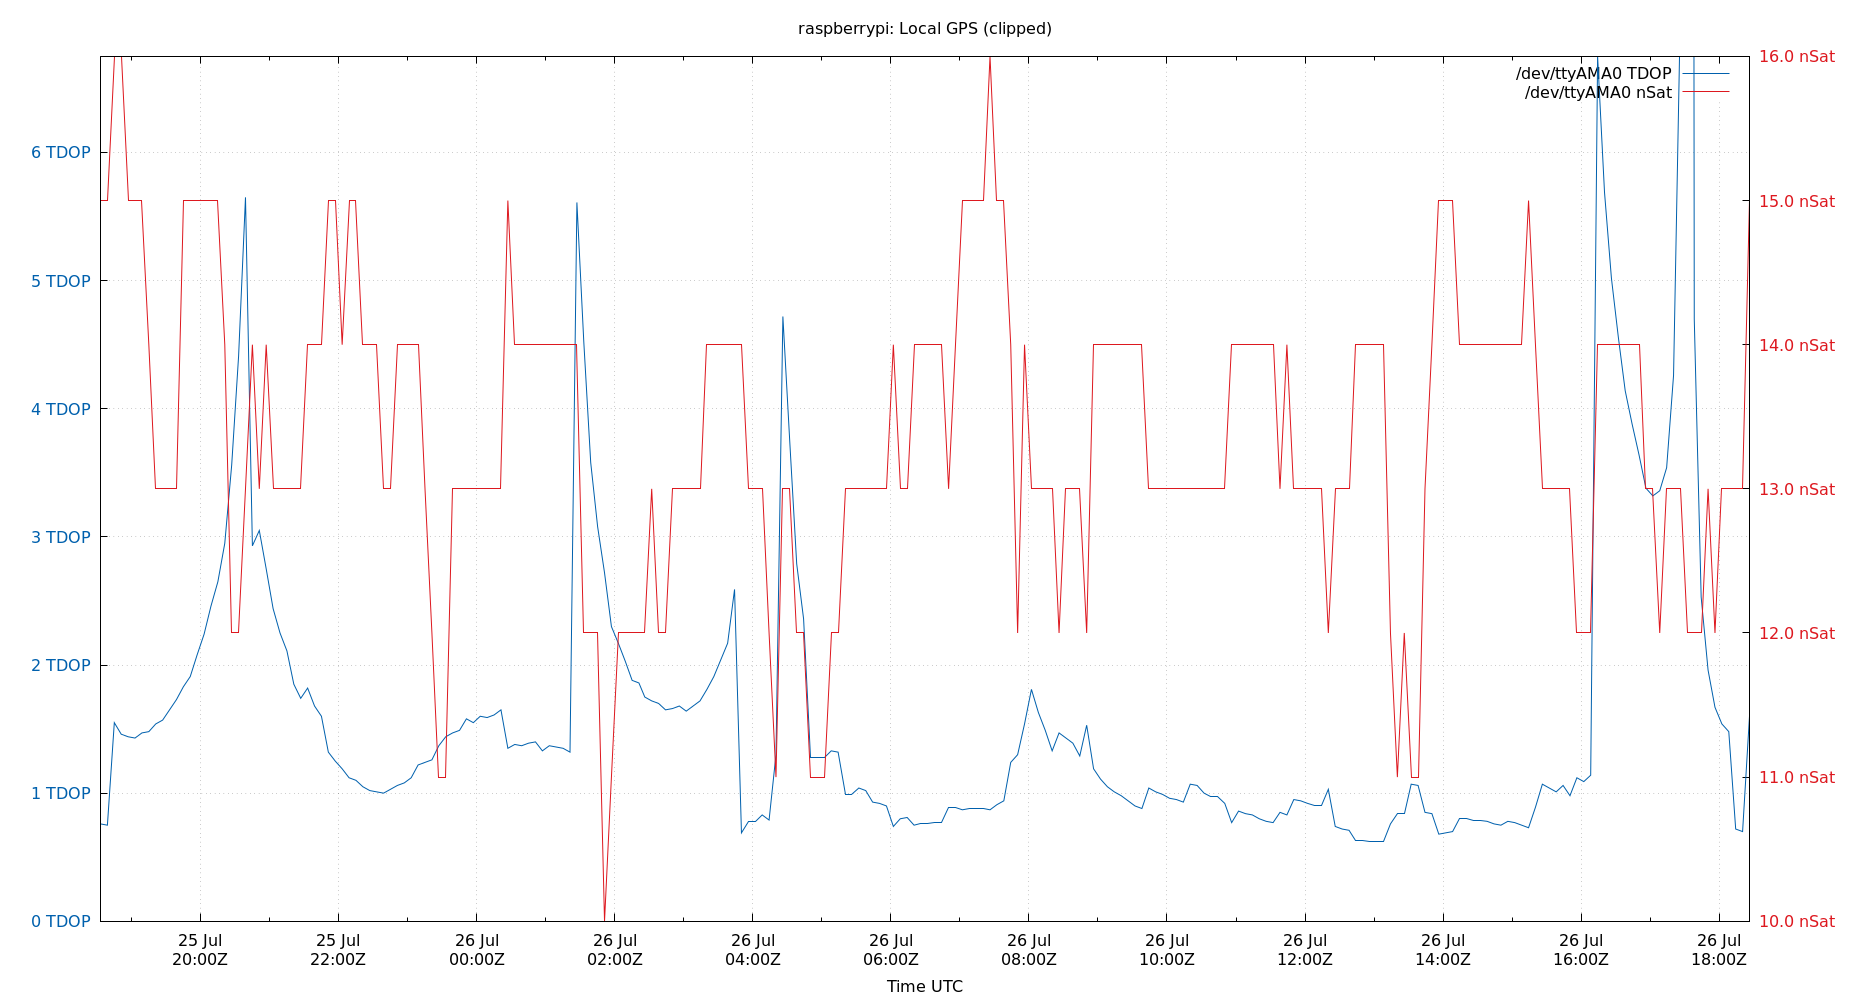 raspberrypi: Local GPS (clipped)
16.0 nSat
/dev/ttyAMA0 TDOP
/dev/ttyAMA0 nSat
6 TDOP
15.0 nSat
5 TDOP
14.0 nSat
4 TDOP
13.0 nSat
3 TDOP
12.0 nSat
2 TDOP
11.0 nSat
1 TDOP
0 TDOP
10.0 nSat
25 Jul 25 Jul 26 Jul 26 Jul 26 Jul 26 Jul 26 Jul 26 Jul 26 Jul 26 Jul 26 Jul 26 Jul
20:00Z 22:00Z 00:00Z 02:00Z 04:00Z 06:00Z 08:00Z 10:00Z 12:00Z 14:00Z 16:00Z 18:00Z
Time UTC